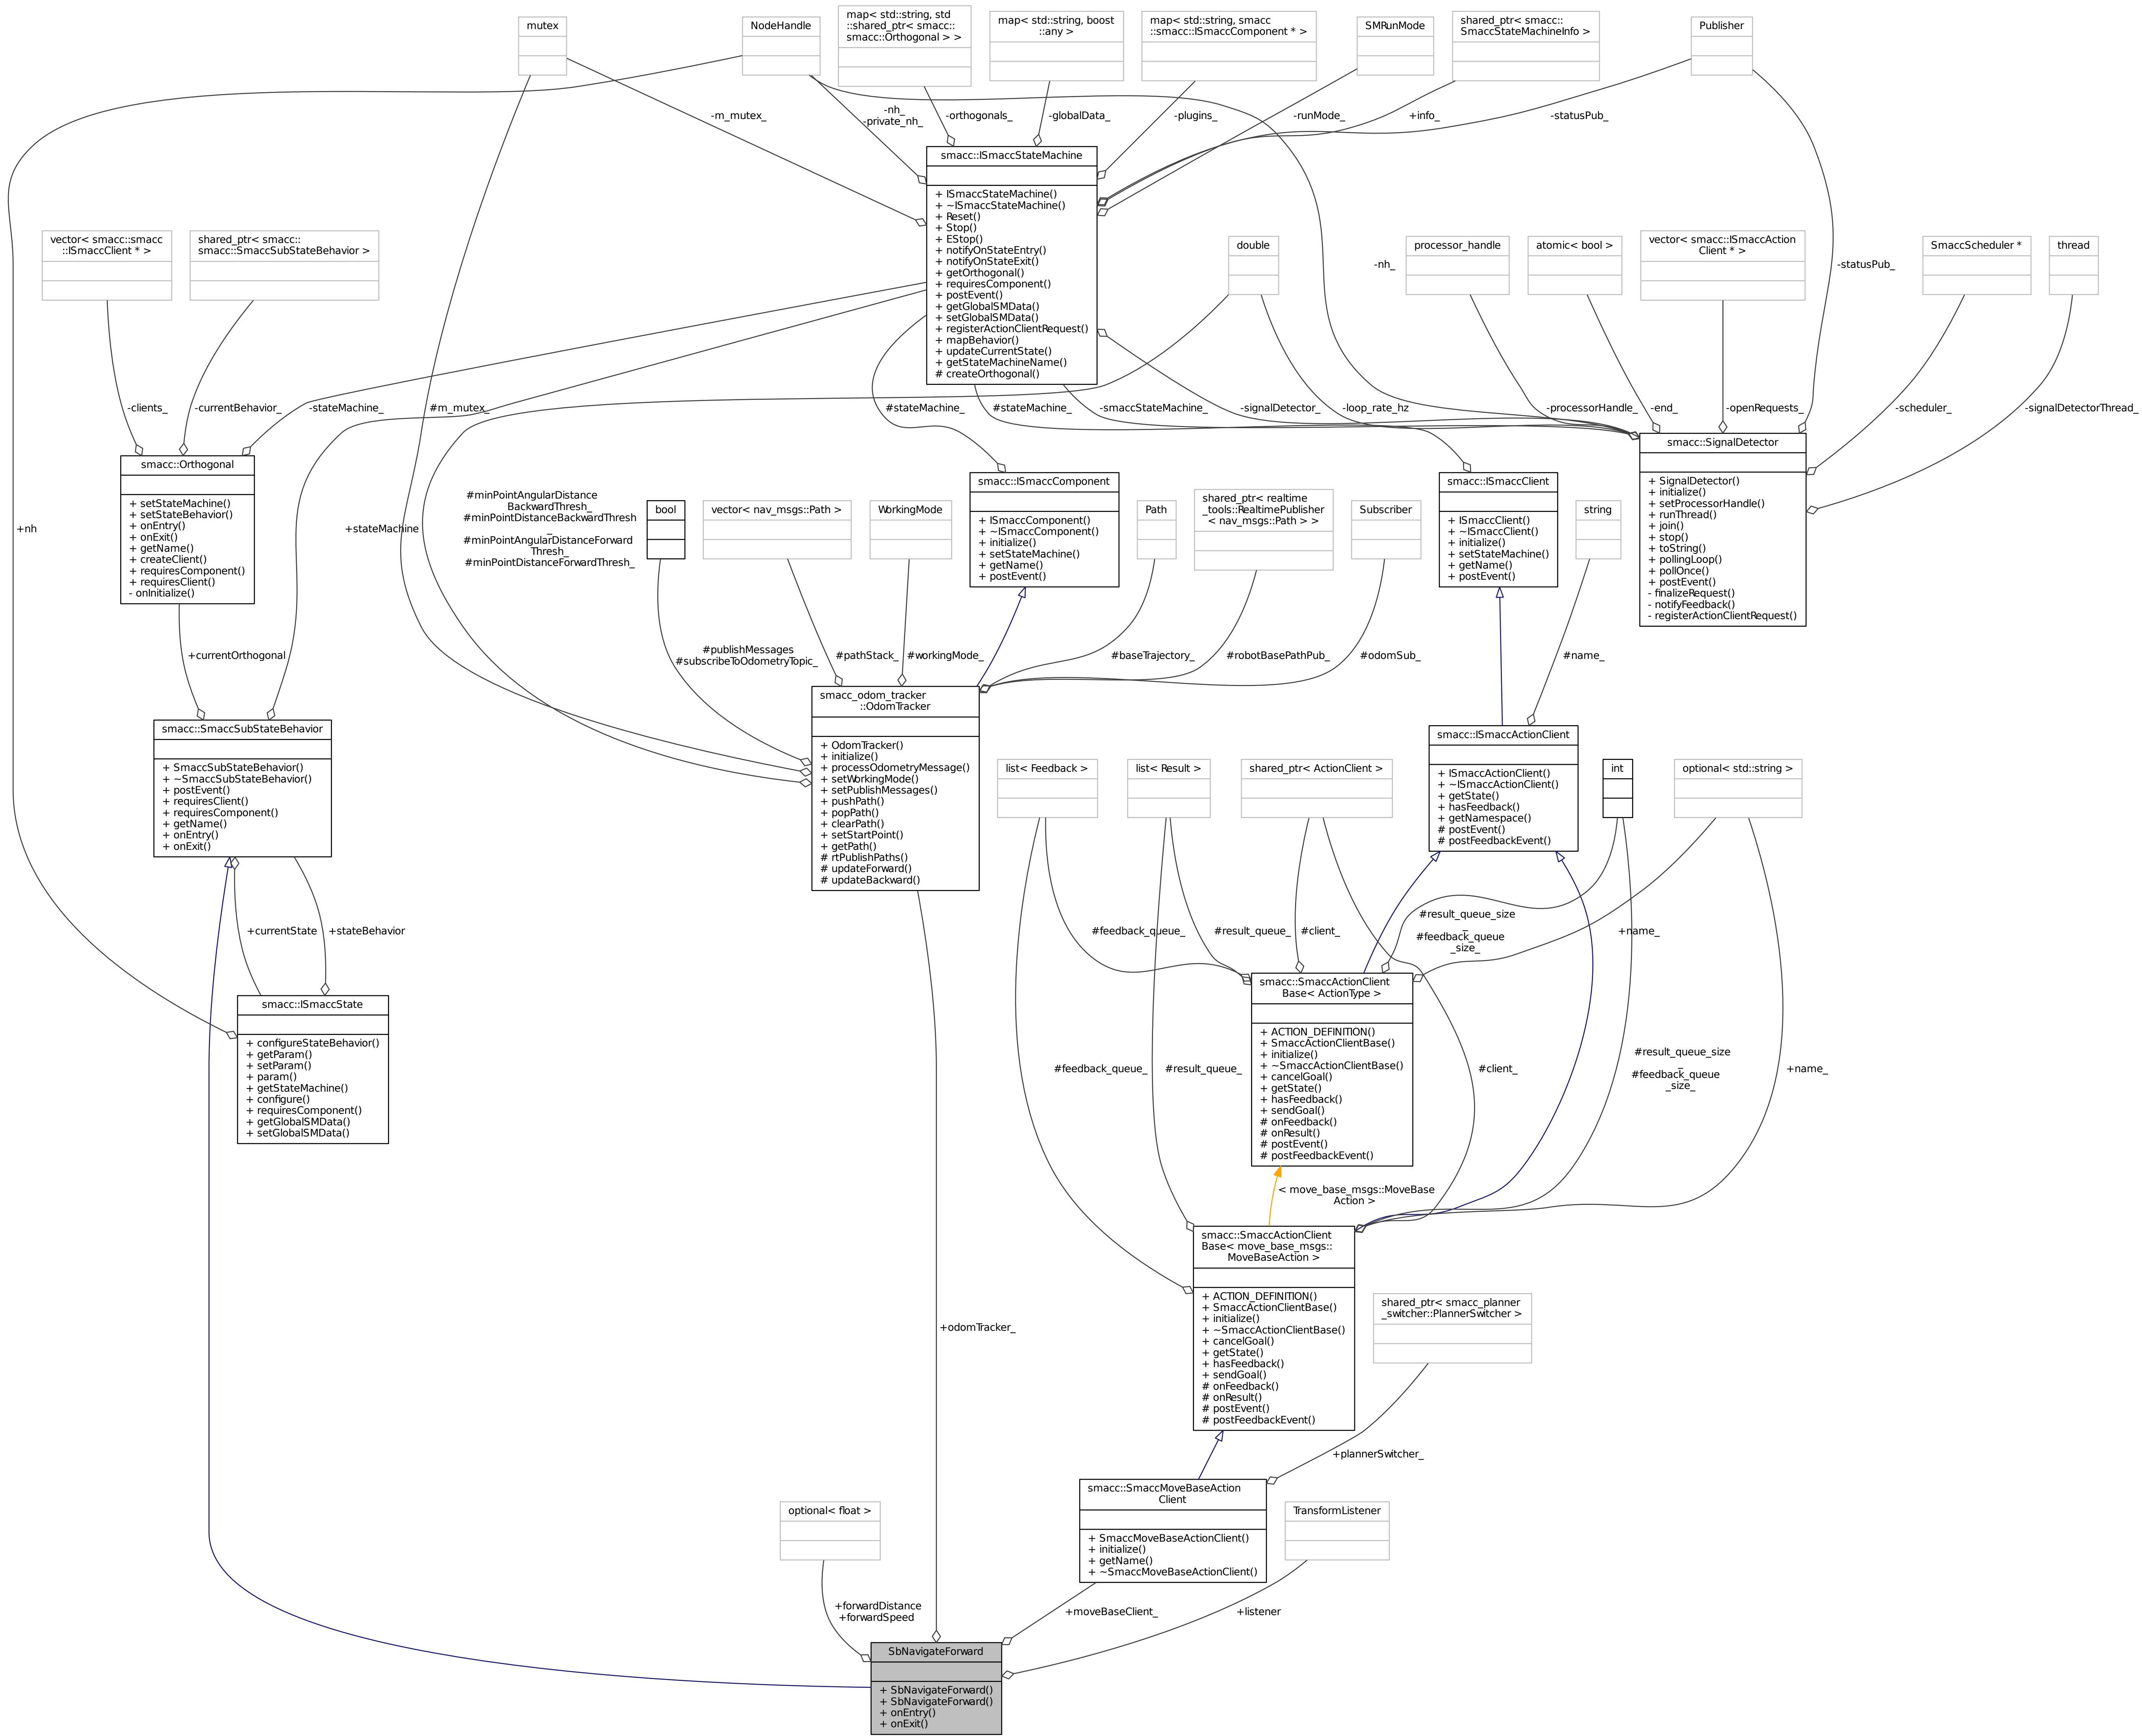 mutex
NodeHandle
map< std::string, std
::shared_ptr< smacc::
smacc::Orthogonal > >
map< std::string, boost
::any >
map< std::string, smacc
::smacc::ISmaccComponent * >
SMRunMode
shared_ptr< smacc::
SmaccStateMachineInfo >
Publisher
-m_mutex_
-nh_
-private_nh_
-orthogonals_
-globalData_
-plugins_
-runMode_
+info_
-statusPub_
smacc::ISmaccStateMachine
+ ISmaccStateMachine()
+ ~ISmaccStateMachine()
+ Reset()
+ Stop()
+ EStop()
+ notifyOnStateEntry()
+ notifyOnStateExit()
+ getOrthogonal()
+ requiresComponent()
+ postEvent()
+ getGlobalSMData()
+ setGlobalSMData()
+ registerActionClientRequest()
+ mapBehavior()
+ updateCurrentState()
+ getStateMachineName()
# createOrthogonal()
vector< smacc::smacc
::ISmaccClient * >
shared_ptr< smacc::
smacc::SmaccSubStateBehavior >
double
processor_handle
atomic< bool >
vector< smacc::ISmaccAction
Client * >
SmaccScheduler *
thread
-nh_
-statusPub_
-clients_
-currentBehavior_
-stateMachine_
#m_mutex_
#stateMachine_
#stateMachine_
-smaccStateMachine_
-signalDetector_
-loop_rate_hz
-processorHandle_
-end_
-openRequests_
-scheduler_
-signalDetectorThread_
smacc::Orthogonal
+ setStateMachine()
+ setStateBehavior()
+ onEntry()
+ onExit()
+ getName()
+ createClient()
+ requiresComponent()
+ requiresClient()
- onInitialize()
+nh
+stateMachine
#minPointAngularDistance
BackwardThresh_
#minPointDistanceBackwardThresh
_
#minPointAngularDistanceForward
Thresh_
#minPointDistanceForwardThresh_
bool
vector< nav_msgs::Path >
WorkingMode
smacc::ISmaccComponent
+ ISmaccComponent()
+ ~ISmaccComponent()
+ initialize()
+ setStateMachine()
+ getName()
+ postEvent()
Path
shared_ptr< realtime
_tools::RealtimePublisher
< nav_msgs::Path > >
Subscriber
smacc::ISmaccClient
+ ISmaccClient()
+ ~ISmaccClient()
+ initialize()
+ setStateMachine()
+ getName()
+ postEvent()
string
smacc::SignalDetector
+ SignalDetector()
+ initialize()
+ setProcessorHandle()
+ runThread()
+ join()
+ stop()
+ toString()
+ pollingLoop()
+ pollOnce()
+ postEvent()
- finalizeRequest()
- notifyFeedback()
- registerActionClientRequest()
+currentOrthogonal
#publishMessages
#subscribeToOdometryTopic_
#pathStack_
#workingMode_
#baseTrajectory_
#robotBasePathPub_
#odomSub_
#name_
smacc::SmaccSubStateBehavior
+ SmaccSubStateBehavior()
+ ~SmaccSubStateBehavior()
+ postEvent()
+ requiresClient()
+ requiresComponent()
+ getName()
+ onEntry()
+ onExit()
smacc_odom_tracker
::OdomTracker
+ OdomTracker()
+ initialize()
+ processOdometryMessage()
+ setWorkingMode()
+ setPublishMessages()
+ pushPath()
+ popPath()
+ clearPath()
+ setStartPoint()
+ getPath()
# rtPublishPaths()
# updateForward()
# updateBackward()
list< Feedback >
list< Result >
shared_ptr< ActionClient >
smacc::ISmaccActionClient
+ ISmaccActionClient()
+ ~ISmaccActionClient()
+ getState()
+ hasFeedback()
+ getNamespace()
# postEvent()
# postFeedbackEvent()
int
optional< std::string >
+currentState
+stateBehavior
#feedback_queue_
#result_queue_
#client_
#result_queue_size
_
#feedback_queue
_size_
+name_
smacc::ISmaccState
+ configureStateBehavior()
+ getParam()
+ setParam()
+ param()
+ getStateMachine()
+ configure()
+ requiresComponent()
+ getGlobalSMData()
+ setGlobalSMData()
smacc::SmaccActionClient
Base< ActionType >
+ ACTION_DEFINITION()
+ SmaccActionClientBase()
+ initialize()
+ ~SmaccActionClientBase()
+ cancelGoal()
+ getState()
+ hasFeedback()
+ sendGoal()
# onFeedback()
# onResult()
# postEvent()
# postFeedbackEvent()
#feedback_queue_
#result_queue_
#client_
#result_queue_size
_
#feedback_queue
_size_
+name_
< move_base_msgs::MoveBase
Action >
smacc::SmaccActionClient
Base< move_base_msgs::
MoveBaseAction >
+ ACTION_DEFINITION()
+ SmaccActionClientBase()
+ initialize()
+ ~SmaccActionClientBase()
+ cancelGoal()
+ getState()
+ hasFeedback()
+ sendGoal()
# onFeedback()
# onResult()
# postEvent()
# postFeedbackEvent()
+odomTracker_
shared_ptr< smacc_planner
_switcher::PlannerSwitcher >
+plannerSwitcher_
smacc::SmaccMoveBaseAction
Client
+ SmaccMoveBaseActionClient()
+ initialize()
+ getName()
+ ~SmaccMoveBaseActionClient()
optional< float >
TransformListener
+forwardDistance
+forwardSpeed
+moveBaseClient_
+listener
SbNavigateForward
+ SbNavigateForward()
+ SbNavigateForward()
+ onEntry()
+ onExit()